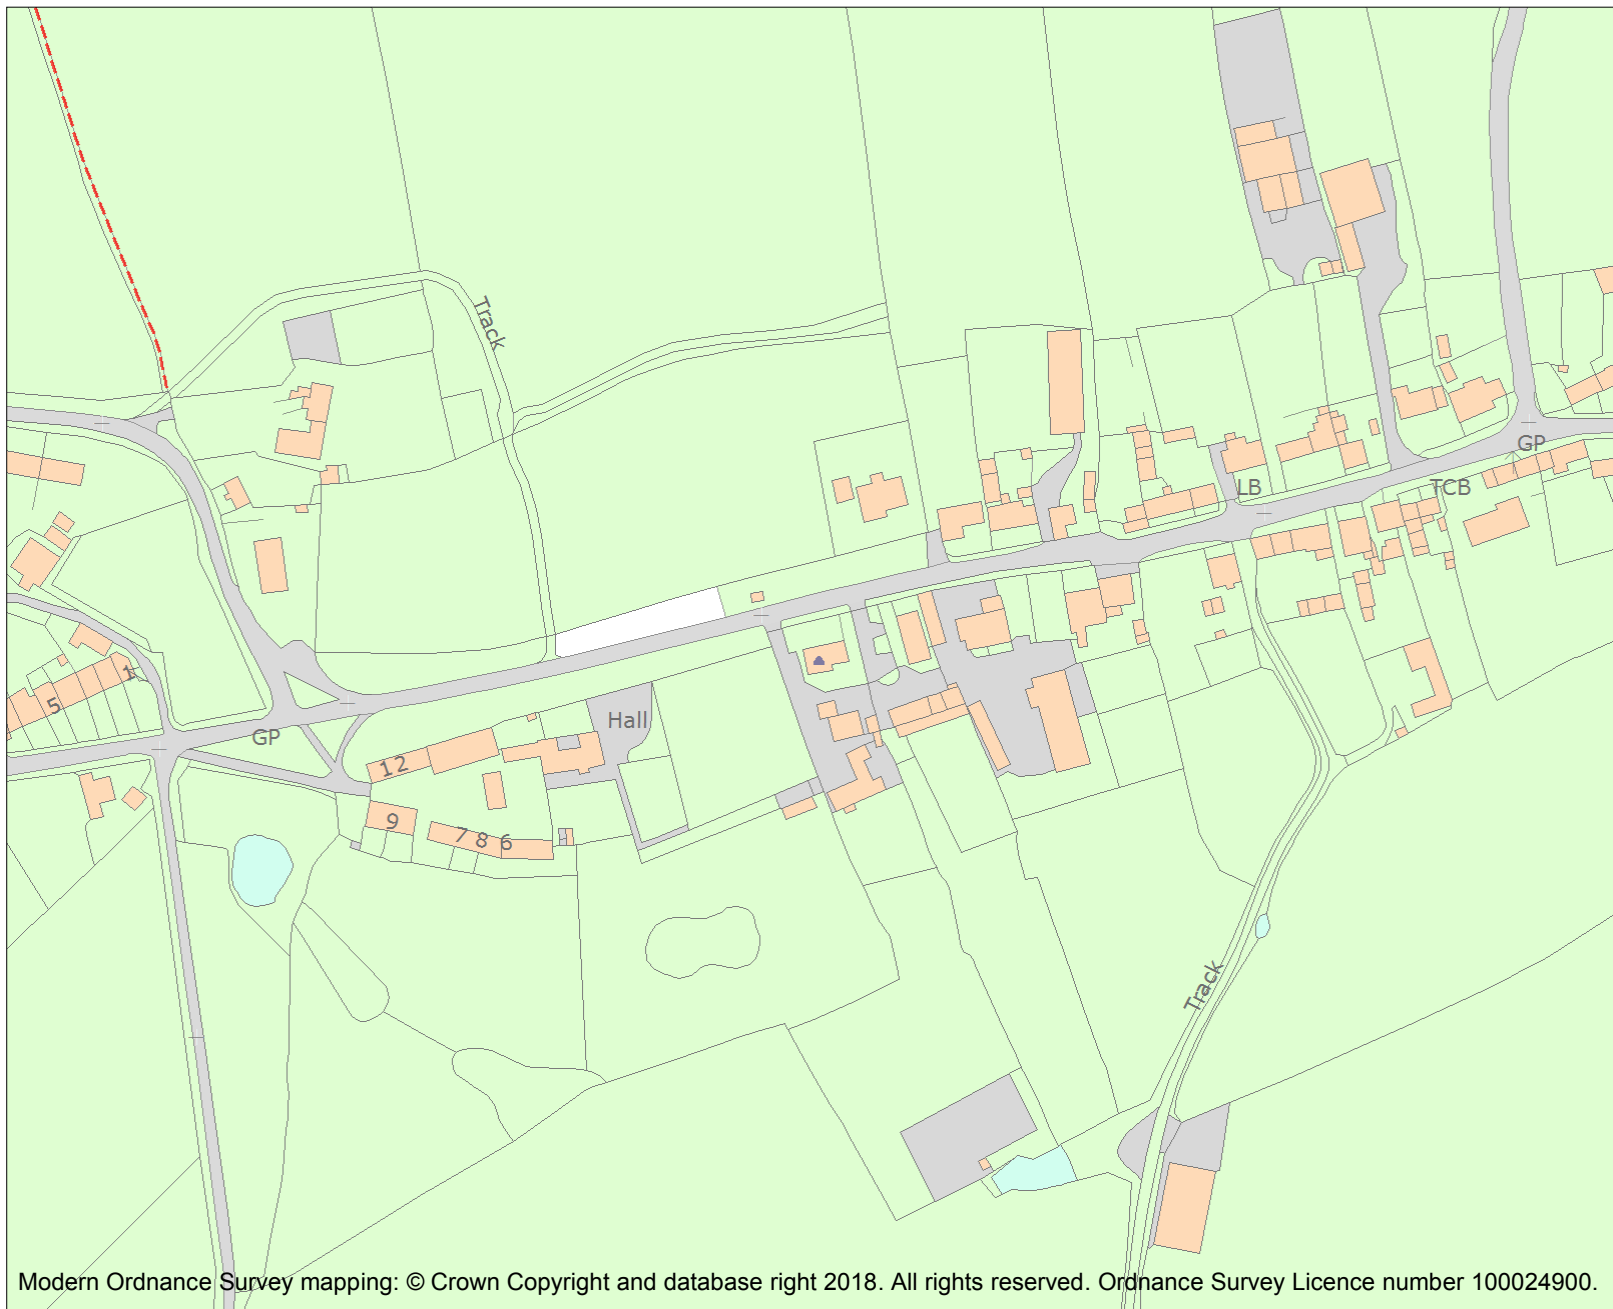 Track
GP
LB
TCB
1
5
Hall
GP
12
9
7 8 6
Track
Modern Ordnance Survey mapping: © Crown Copyright and database right 2018. All rights reserved. Ordnance Survey Licence number 100024900.